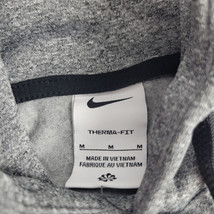 THERMA-FIT
M M M
MADE IN VIETNAM
FABRIQUÉ AU VIETNAM